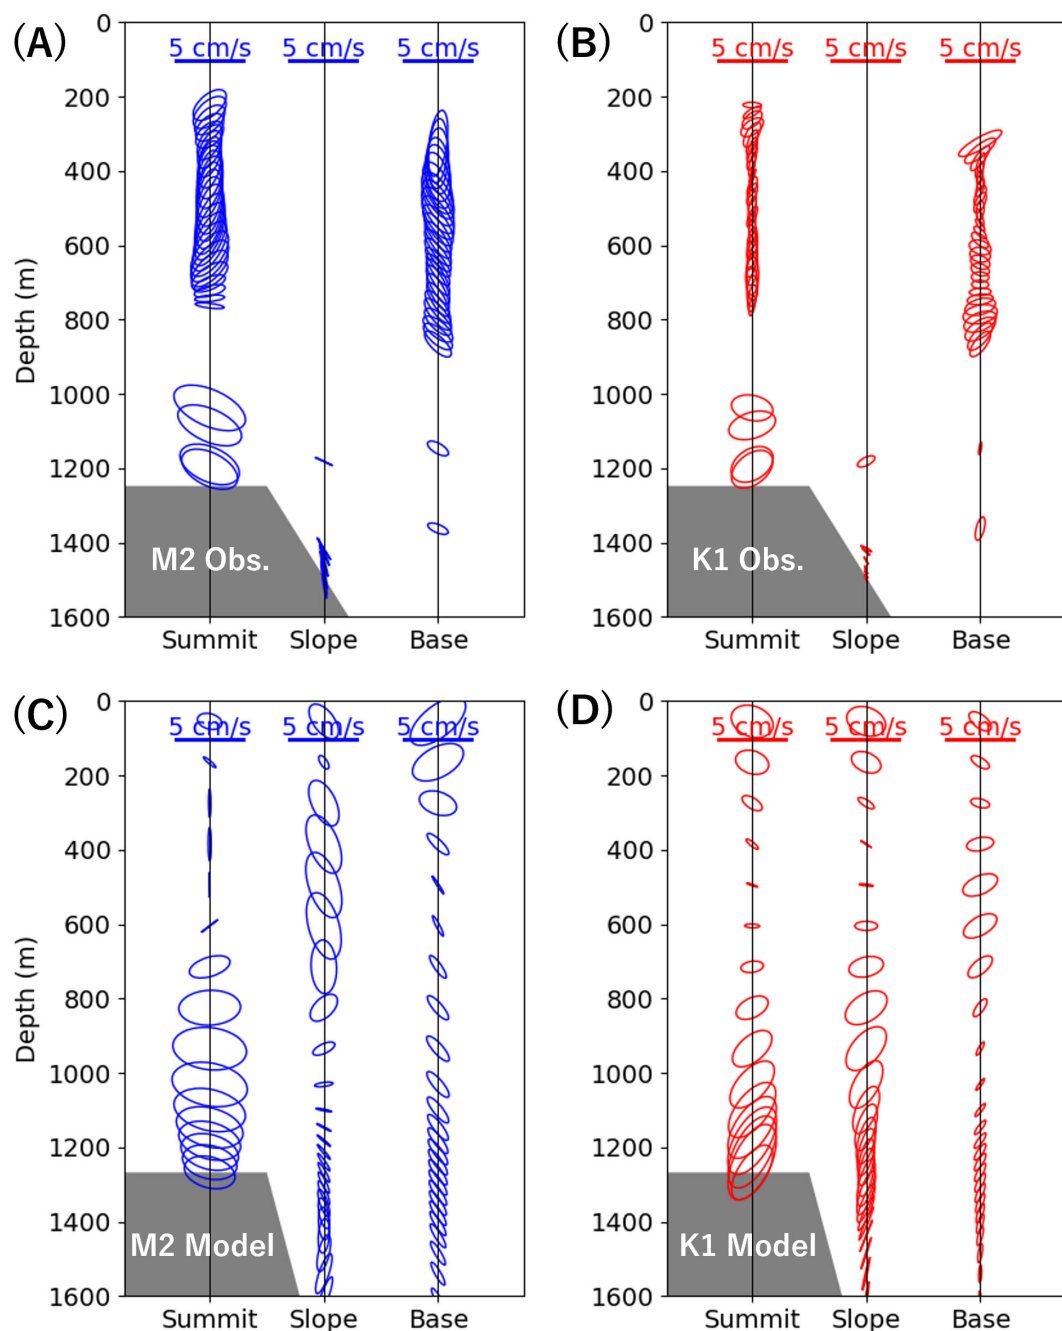 (A)
5 cm/s 5 cm/s 5 cm/s
0
200
400
600
800
1000
1200
1400
1600
Depth (m)
M2 Obs.
Summit Slope Base
(B)
5 cm/s 5 cm/s 5 cm/s
0
200
400
600
800
1000
1200
1400
1600
K1 Obs.
Summit Slope Base
(C)
5 cm/s 5 cm/s 5 cm/s
0
200
400
600
800
1000
1200
1400
1600
Depth (m)
M2 Model
Summit Slope Base
(D)
5 cm/s 5 cm/s 5 cm/s
0
200
400
600
800
1000
1200
1400
1600
K1 Model
Summit Slope Base